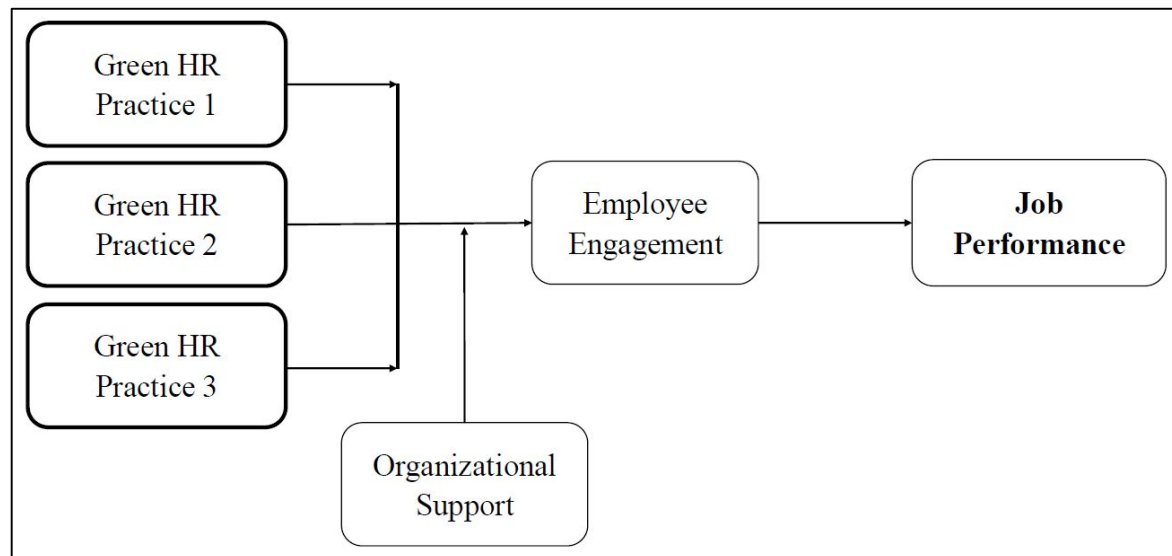 Green HR
Practice 1
Green HR
Practice 2
Green HR
Practice 3
Employee
Engagement
Job
Performance
Organizational
Support